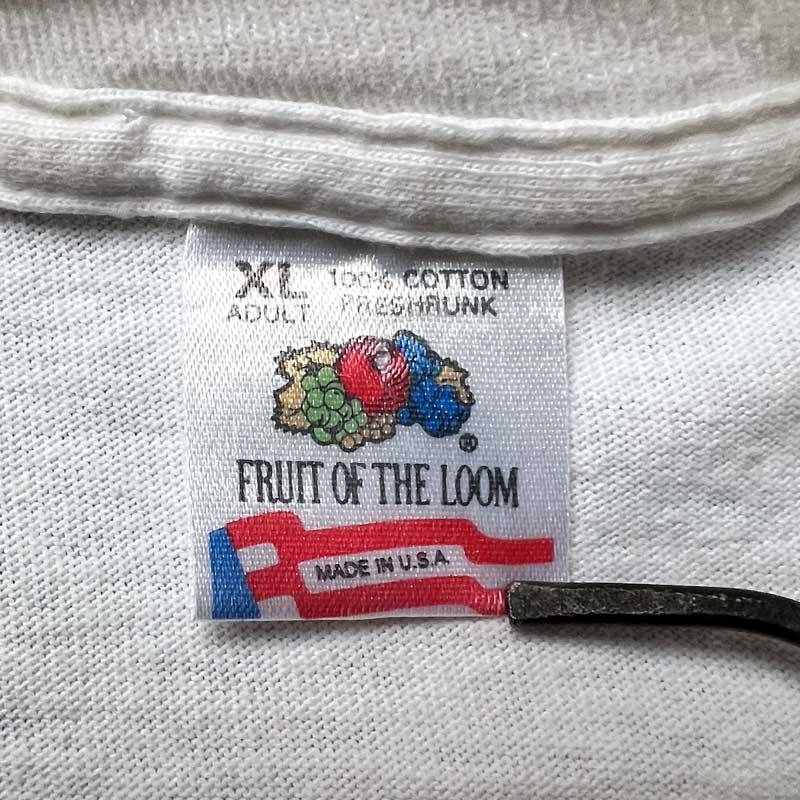 XL 100% COTTON
ADULT PRESHRUNK
®
FRUIT OF THE LOOM
MADE IN U.S.A.